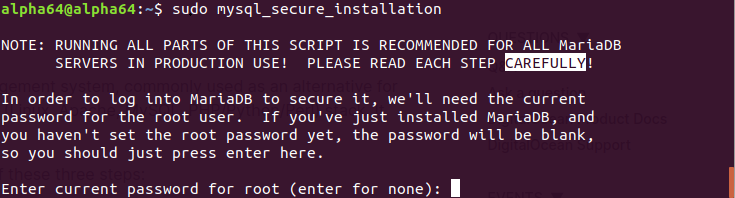 alpha64@alpha64:~$ sudo mysql_secure_installation
NOTE: RUNNING ALL PARTS OF THIS SCRIPT IS RECOMMENDED FOR ALL MariaDB
SERVERS IN PRODUCTION USE!  PLEASE READ EACH STEP CAREFULLY!
In order to log into MariaDB to secure it, we'll need the current
password for the root user.  If you've just installed MariaDB, and
you haven't set the root password yet, the password will be blank,
so you should just press enter here.
Enter current password for root (enter for none):